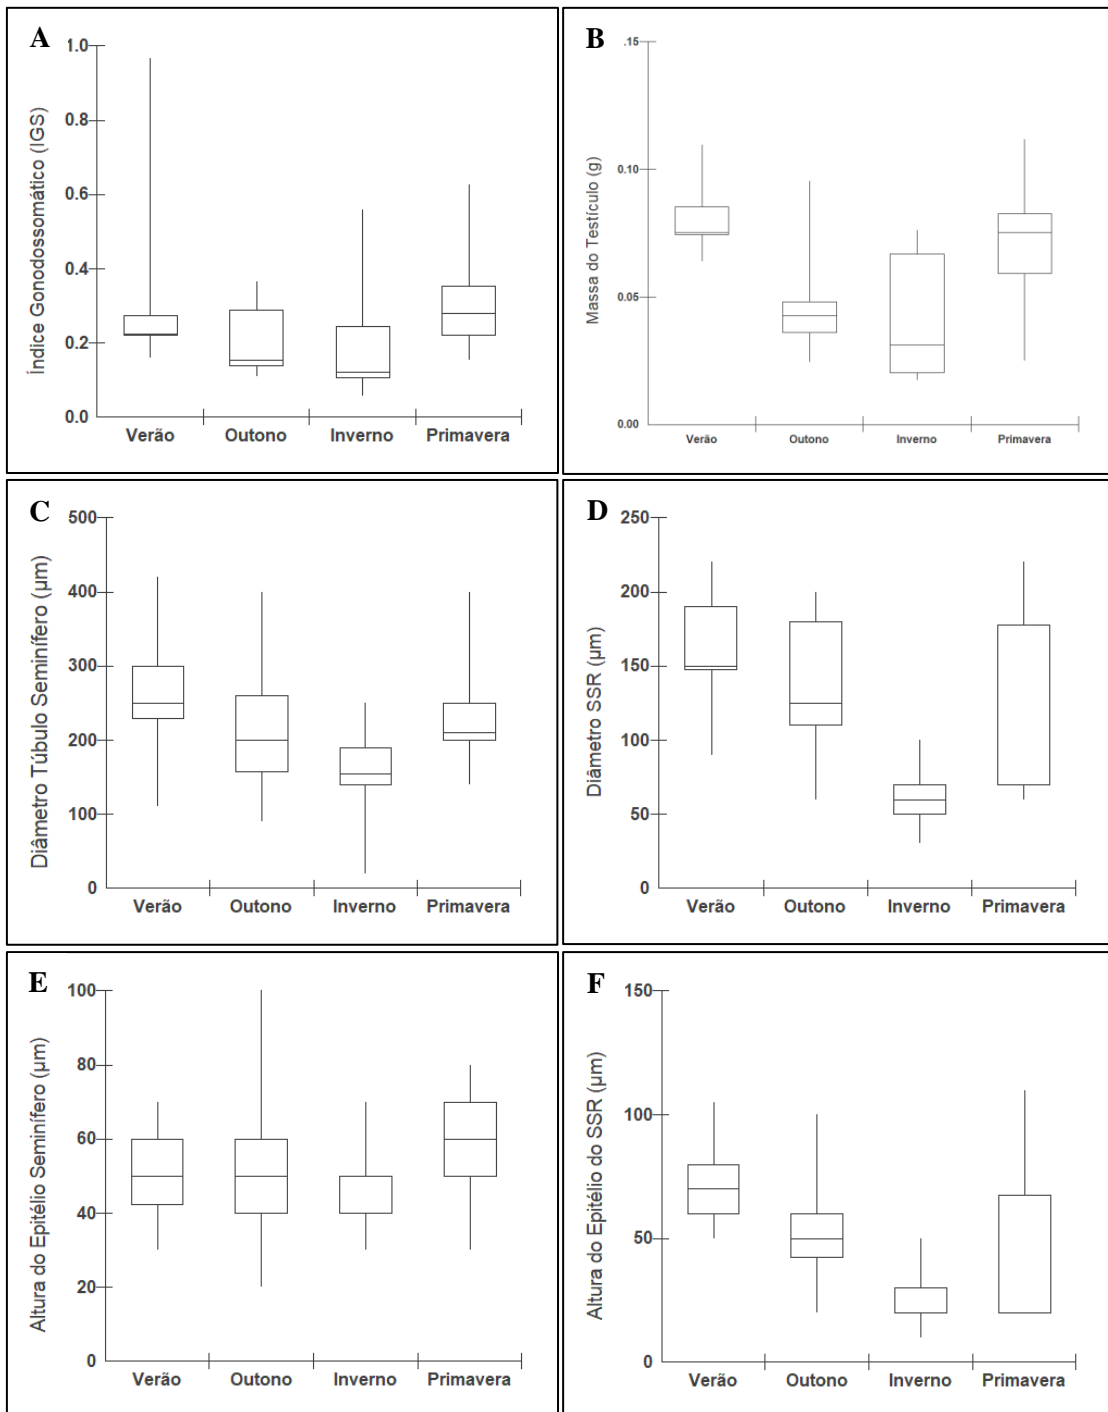 A
Índice Gonodossomático (IGS)
1.0
0.8
0.6
0.4
0.2
0.0
Verão Outono Inverno Primavera
B
Massa do Testículo (g)
.15
0.10
0.05
0.00
Verão Outono Inverno Primavera
C
Diâmetro Túbulo Seminífero (µm)
500
400
300
200
100
0
Verão Outono Inverno Primavera
D
Diâmetro SSR (µm)
250
200
150
100
50
0
Verão Outono Inverno Primavera
E
Altura do Epitélio Seminífero (µm)
100
80
60
40
20
0
Verão Outono Inverno Primavera
F
Altura do Epitélio do SSR (µm)
150
100
50
0
Verão Outono Inverno Primavera